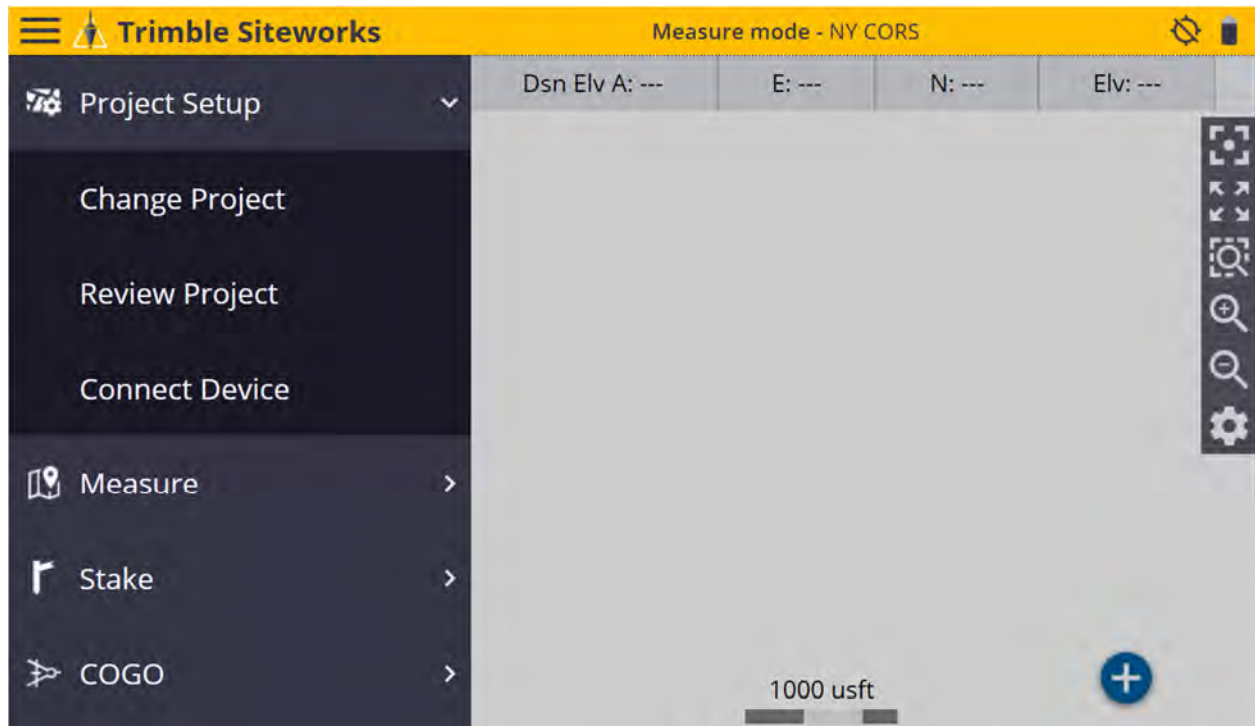 Trimble Siteworks
Measure mode - NY CORS
Project Setup
Dsn Elv A: ---
E: ---
N: ---
Elv: ---
Change Project
Review Project
Connect Device
Measure
Stake
COGO
1000 usft